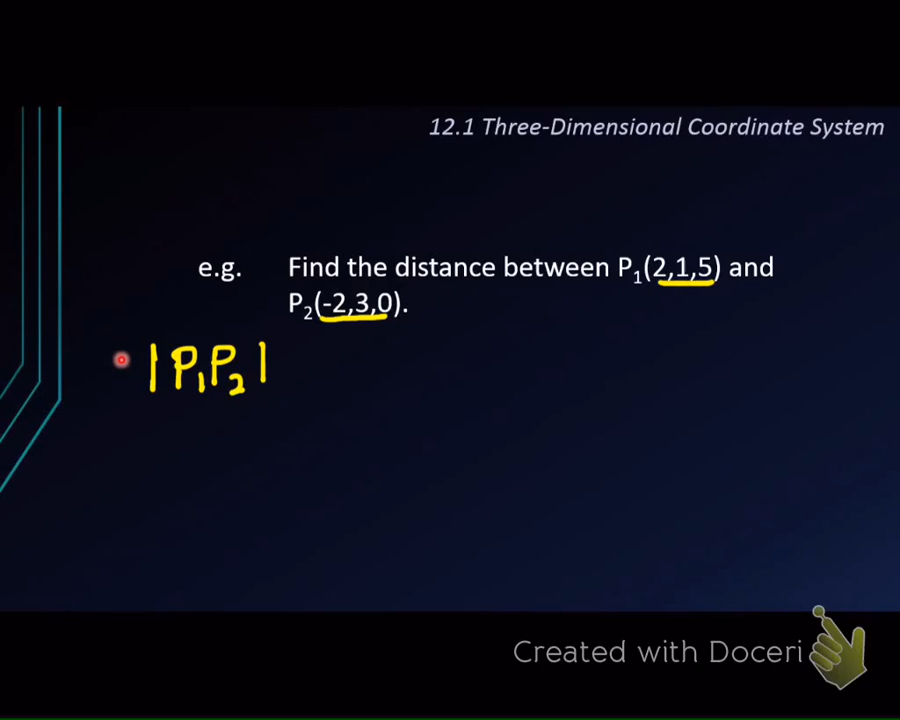 12.1 Three-Dimensional Coordinate System
e.g. Find the distance between P₁(2,1,5) and
P₂(-2,3,0).
|P₁P₂|
Created with Doceri